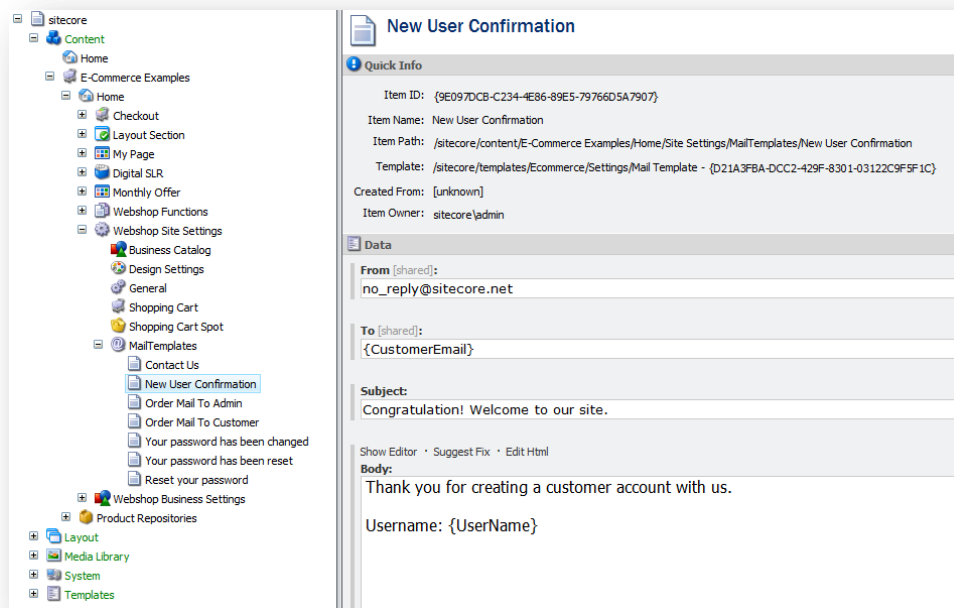 sitecore
Content
Home
E-Commerce Examples
Home
Checkout
Layout Section
My Page
Digital SLR
Monthly Offer
Webshop Functions
Webshop Site Settings
Business Catalog
Design Settings
General
Shopping Cart
Shopping Cart Spot
MailTemplates
Contact Us
New User Confirmation
Order Mail To Admin
Order Mail To Customer
Your password has been changed
Your password has been reset
Reset your password
Webshop Business Settings
Product Repositories
Layout
Media Library
System
Templates
New User Confirmation
Quick Info
Item ID: {9E097DCB-C234-4E86-89E5-79766D5A7907}
Item Name: New User Confirmation
Item Path: /sitecore/content/E-Commerce Examples/Home/Site Settings/MailTemplates/New User Confirmation
Template: /sitecore/templates/Ecommerce/Settings/Mail Template - {D21A3FBA-DCC2-429F-8301-03122C9F5F1C}
Created From: [unknown]
Item Owner: sitecore\admin
Data
From [shared]:
no_reply@sitecore.net
To [shared]:
{CustomerEmail}
Subject:
Congratulation! Welcome to our site.
Show Editor · Suggest Fix · Edit Html
Body:
Thank you for creating a customer account with us.
Username: {UserName}